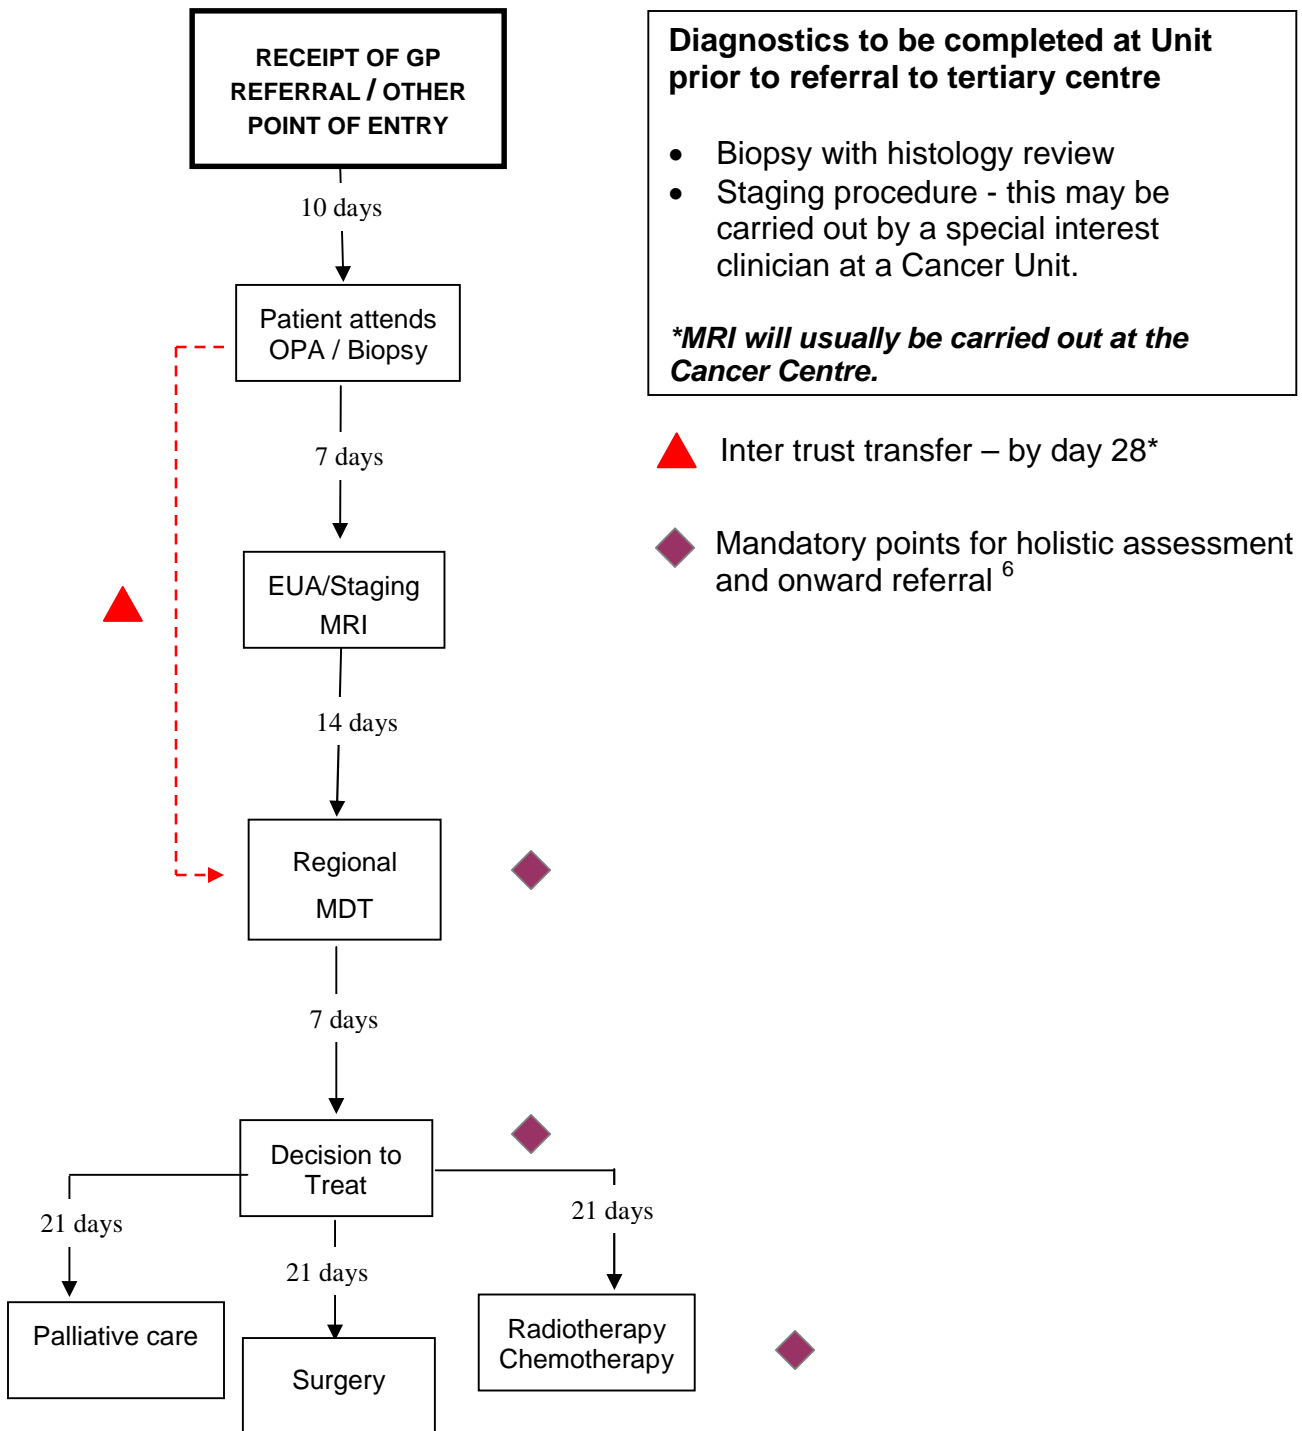 RECEIPT OF GP
REFERRAL / OTHER
POINT OF ENTRY
10 days
Patient attends
OPA / Biopsy
7 days
EUA/Staging
MRI
14 days
Regional
MDT
7 days
Decision to
Treat
21 days
21 days
21 days
Palliative care
Surgery
Radiotherapy
Chemotherapy
Diagnostics to be completed at Unit
prior to referral to tertiary centre
• Biopsy with histology review
• Staging procedure - this may be
carried out by a special interest
clinician at a Cancer Unit.
*MRI will usually be carried out at the
Cancer Centre.
Inter trust transfer – by day 28*
Mandatory points for holistic assessment
and onward referral 6